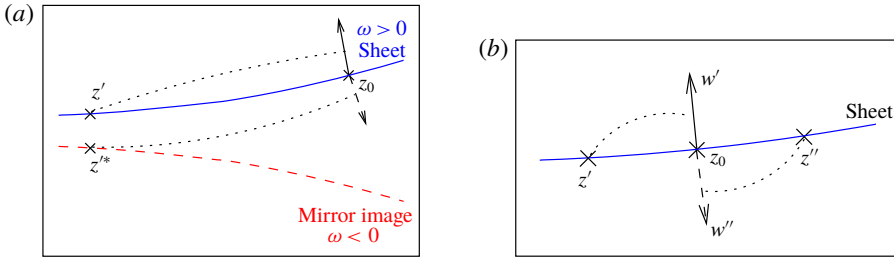 (a)
ω > 0
Sheet
z′
z₀
z′*
Mirror image
ω < 0
(b)
w′
Sheet
z′
z₀
z″
w″